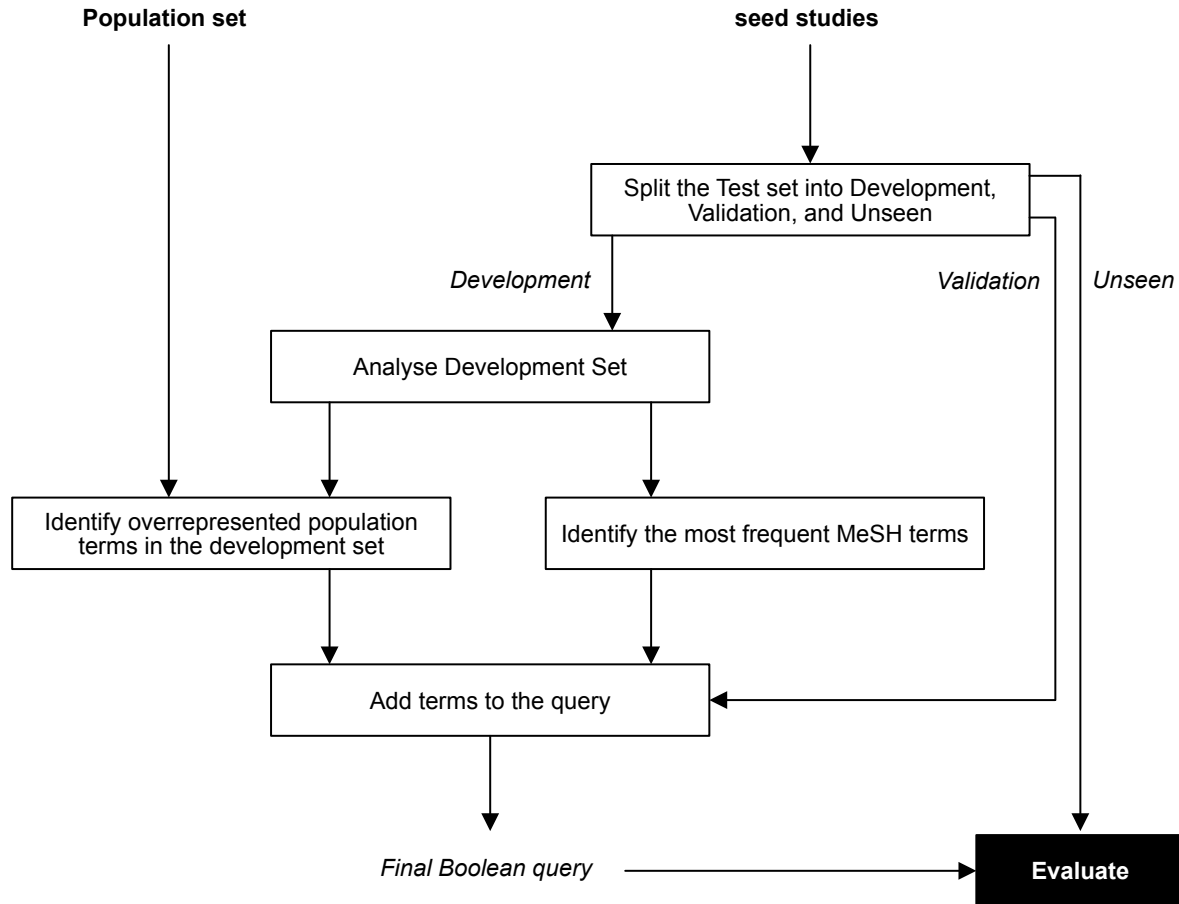 Population set
seed studies
Split the Test set into Development,
Validation, and Unseen
Development
Validation
Unseen
Analyse Development Set
Identify overrepresented population
terms in the development set
Identify the most frequent MeSH terms
Add terms to the query
Final Boolean query
Evaluate